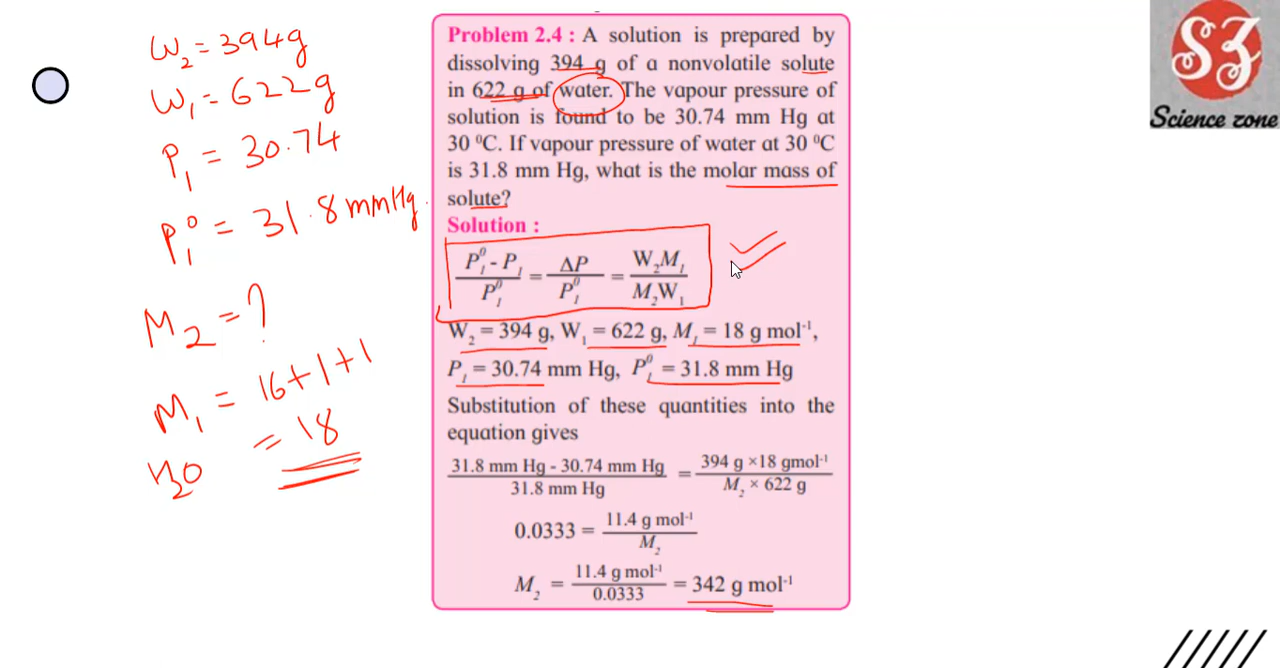 W₂ = 394g
W₁ = 622g
P₁ = 30.74
P₁⁰ = 31.8 mmHg.
M₂ = ?
M₁ = 16+1+1
= 18
H₂O
Problem 2.4 : A solution is prepared by
dissolving 394 g of a nonvolatile solute
in 622 g of water. The vapour pressure of
solution is found to be 30.74 mm Hg at
30 ⁰C. If vapour pressure of water at 30 ⁰C
is 31.8 mm Hg, what is the molar mass of
solute?
Solution :
(P₁⁰ - P₁)/P₁⁰ = ΔP/P₁⁰ = W₂M₁/M₂W₁
W₂ = 394 g, W₁ = 622 g, M₁ = 18 g mol⁻¹,
P₁ = 30.74 mm Hg, P₁⁰ = 31.8 mm Hg
Substitution of these quantities into the
equation gives
31.8 mm Hg - 30.74 mm Hg / 31.8 mm Hg = 394 g ×18 gmol⁻¹ / M₂ × 622 g
0.0333 = 11.4 g mol⁻¹ / M₂
M₂ = 11.4 g mol⁻¹ / 0.0333 = 342 g mol⁻¹
SZ
Science zone